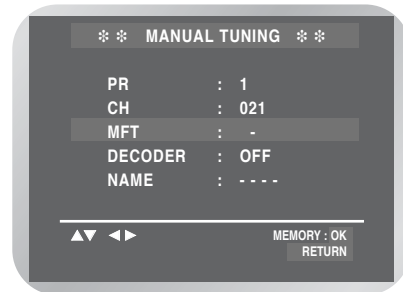 ❇ ❇ MANUAL TUNING ❇ ❇
PR : 1
CH : 021
MFT : -
DECODER : OFF
NAME : - - - -
▲▼ ◀ ▶ MEMORY : OK
RETURN